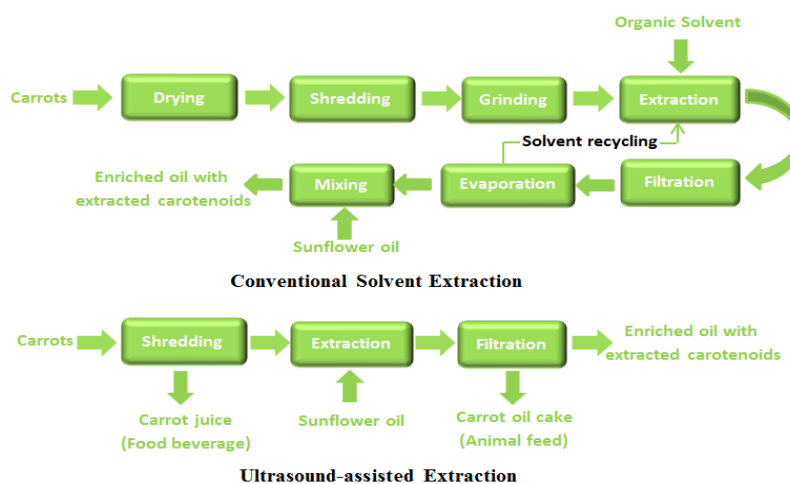 Organic Solvent
Carrots
Drying
Shredding
Grinding
Extraction
Solvent recycling
Enriched oil with
extracted carotenoids
Mixing
Evaporation
Filtration
Sunflower oil
Conventional Solvent Extraction
Carrots
Shredding
Extraction
Filtration
Enriched oil with
extracted carotenoids
Carrot juice
(Food beverage)
Sunflower oil
Carrot oil cake
(Animal feed)
Ultrasound-assisted Extraction